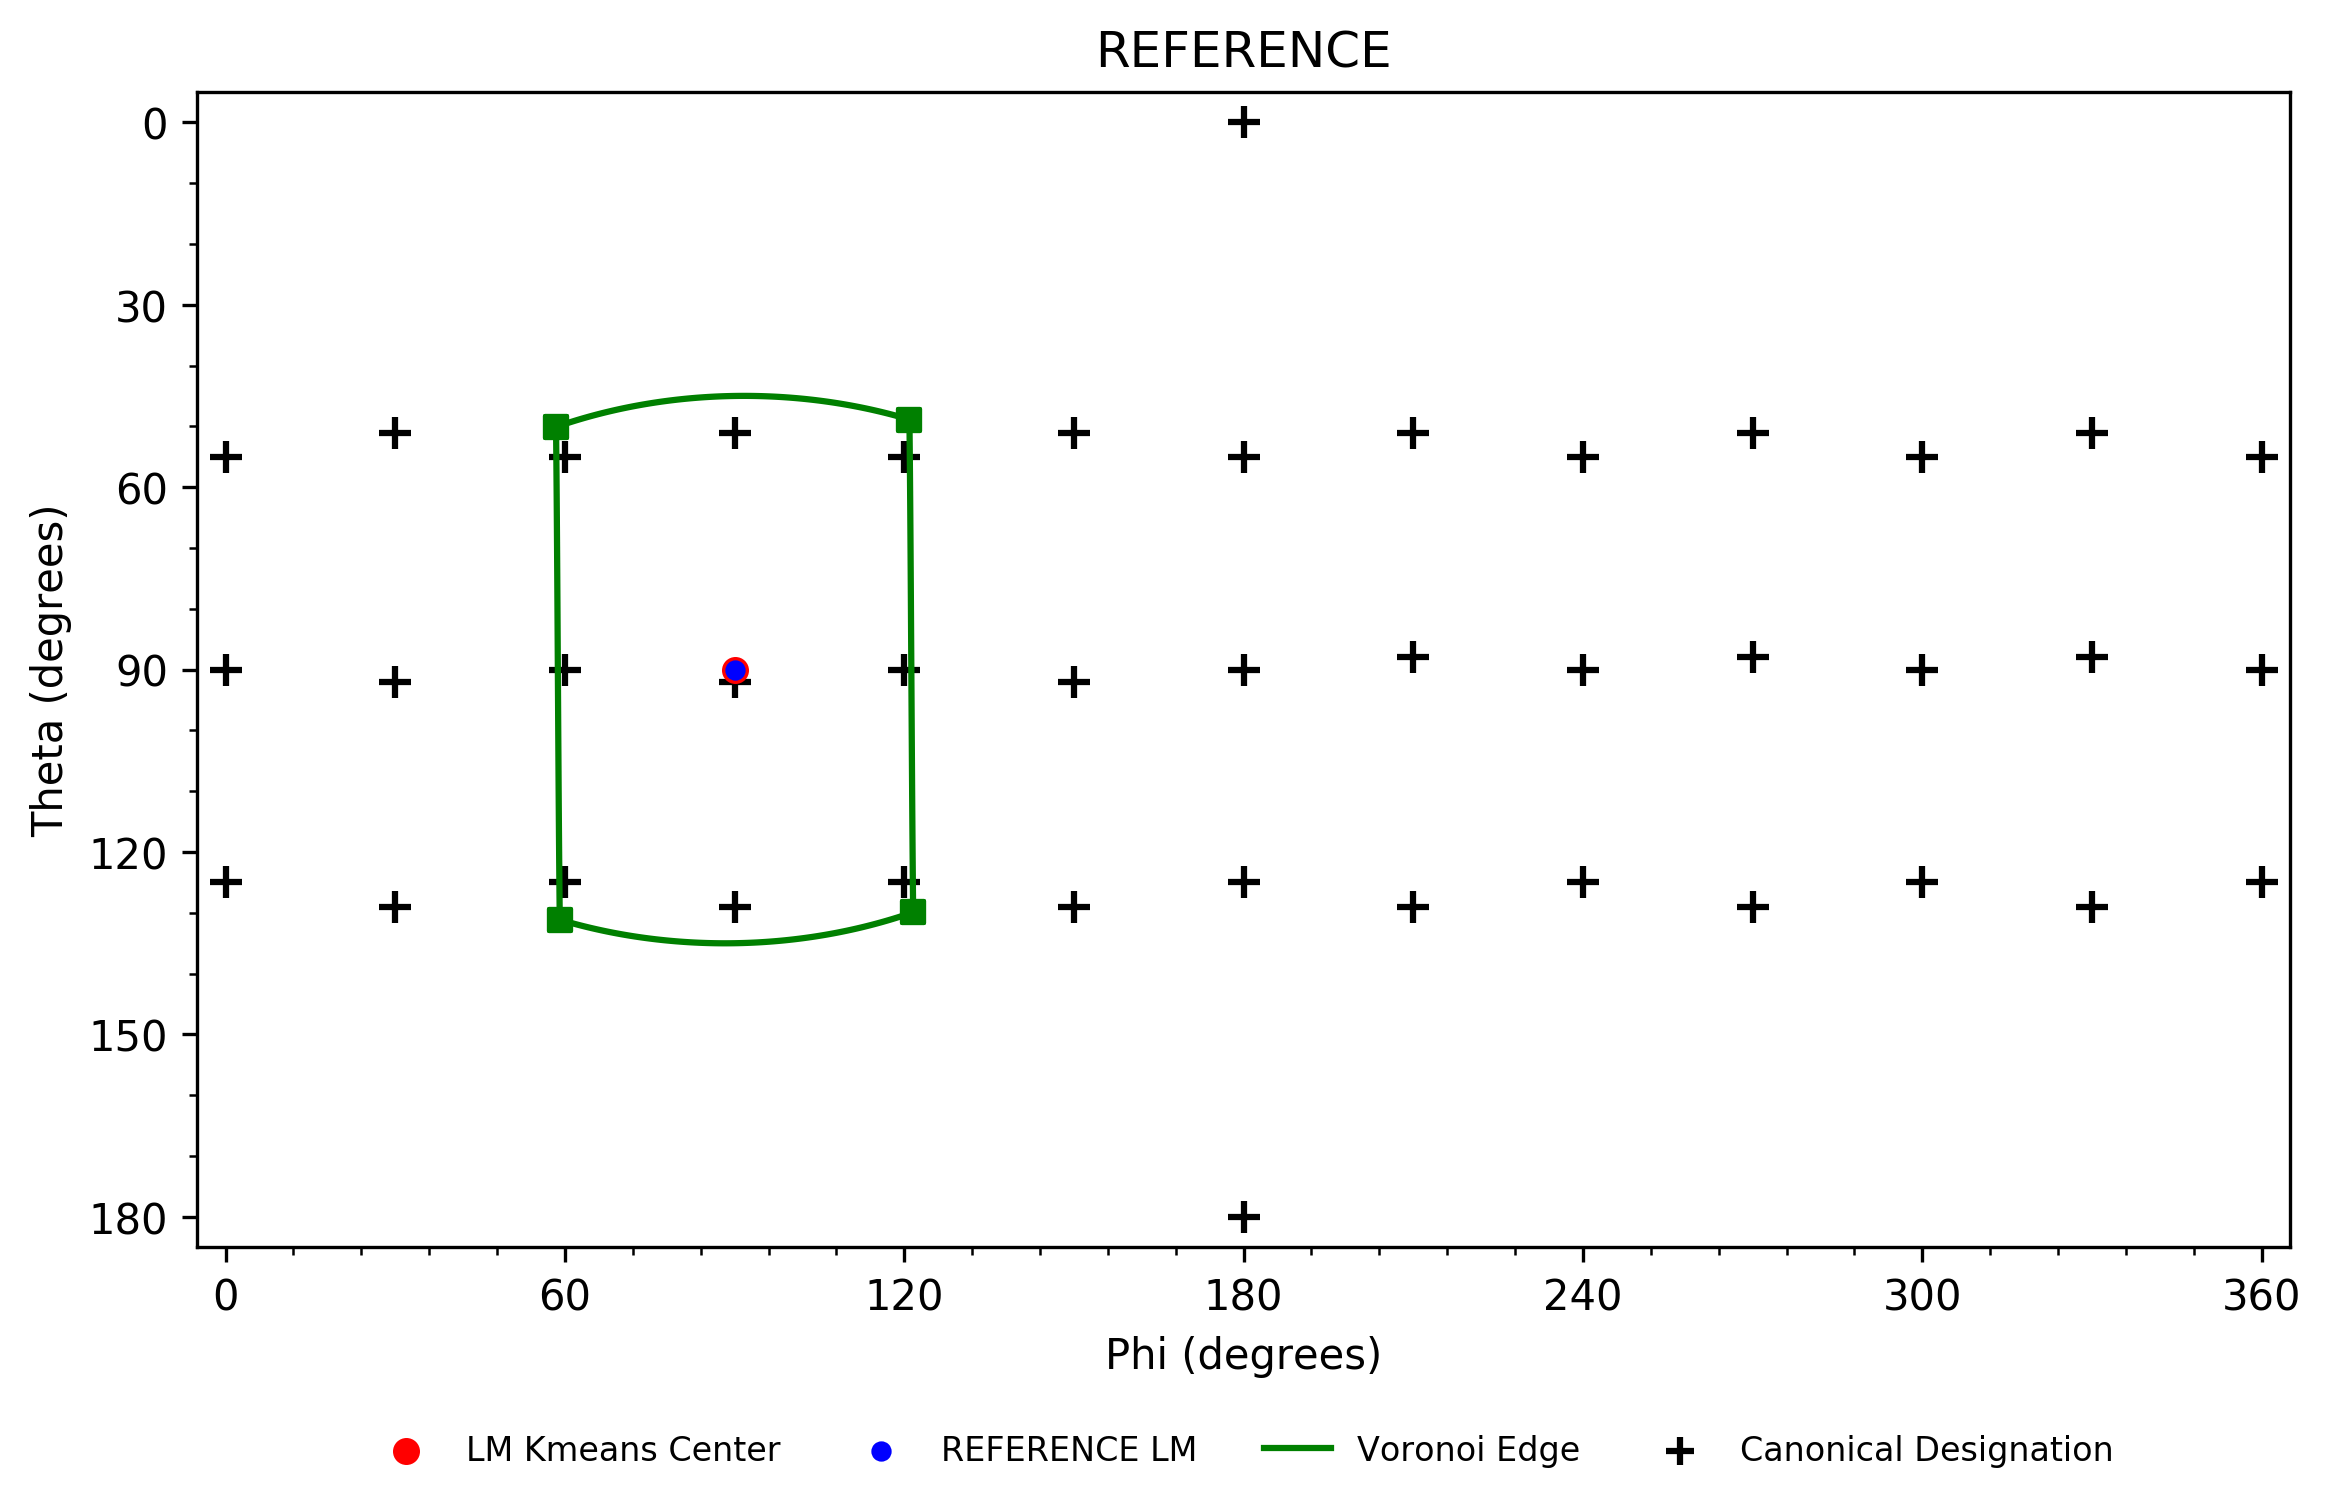 REFERENCE
0
30
60
90
120
150
180
Theta (degrees)
0 60 120 180 240 300 360
Phi (degrees)
LM Kmeans Center REFERENCE LM Voronoi Edge Canonical Designation